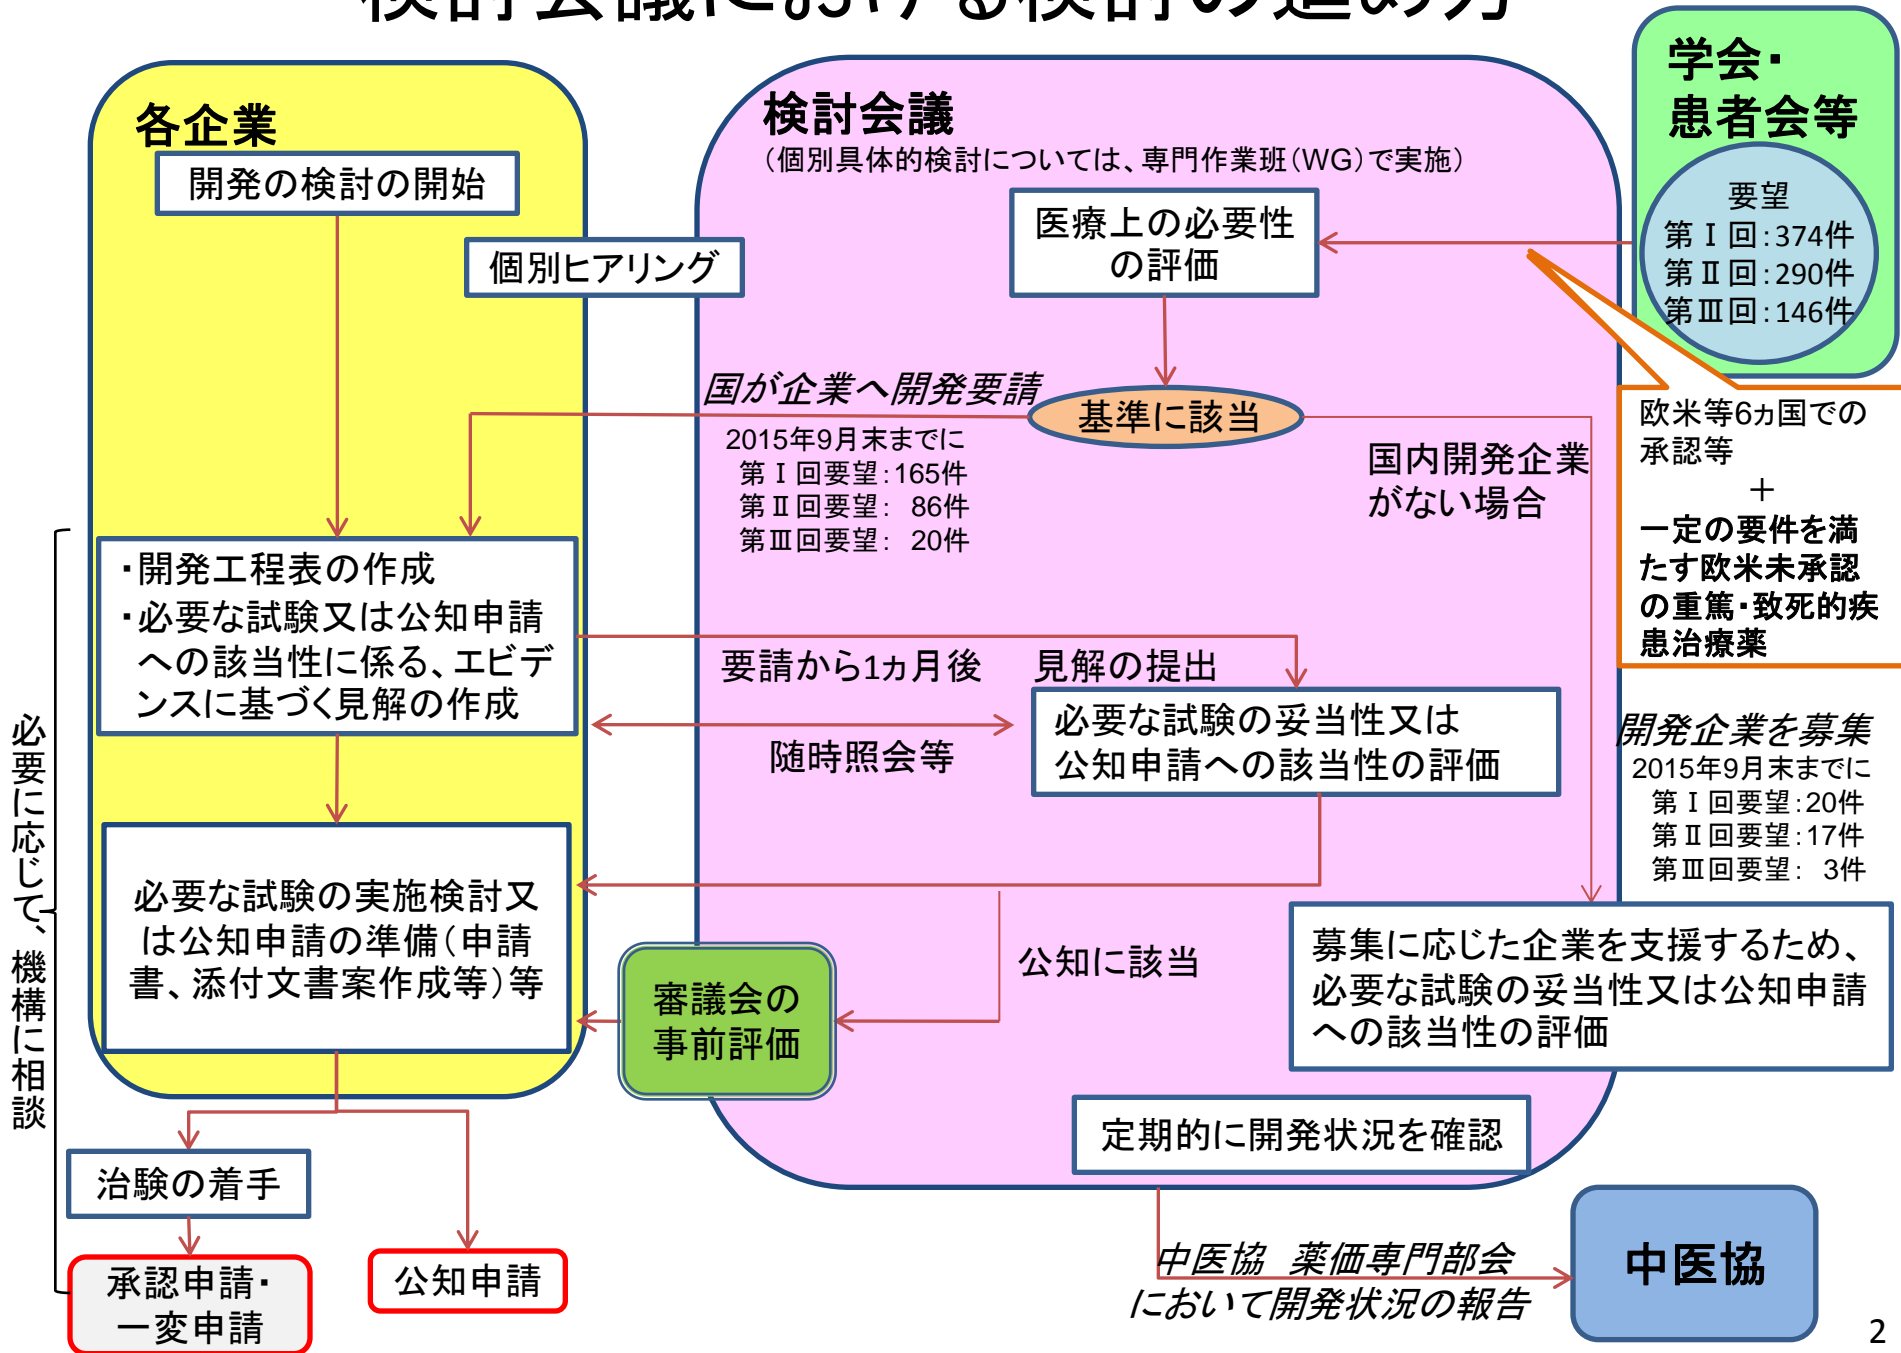 検討会議における検討の進め方
各企業
開発の検討の開始
個別ヒアリング
検討会議
（個別具体的検討については、専門作業班（WG）で実施）
医療上の必要性
の評価
学会・
患者会等
要望
第Ⅰ回：374件
第Ⅱ回：290件
第Ⅲ回：146件
国が企業へ開発要請
2015年9月末までに
第Ⅰ回要望：165件
第Ⅱ回要望： 86件
第Ⅲ回要望： 20件
基準に該当
国内開発企業
がない場合
欧米等6ヵ国での
承認等
＋
一定の要件を満
たす欧米未承認
の重篤・致死的疾
患治療薬
・開発工程表の作成
・必要な試験又は公知申請
への該当性に係る、エビデ
ンスに基づく見解の作成
要請から1ヵ月後
見解の提出
随時照会等
必要な試験の妥当性又は
公知申請への該当性の評価
開発企業を募集
2015年9月末までに
第Ⅰ回要望：20件
第Ⅱ回要望：17件
第Ⅲ回要望： 3件
必要に応じて、機構に相談
必要な試験の実施検討又
は公知申請の準備（申請
書、添付文書案作成等）等
審議会の
事前評価
公知に該当
募集に応じた企業を支援するため、
必要な試験の妥当性又は公知申請
への該当性の評価
定期的に開発状況を確認
治験の着手
承認申請・
一変申請
公知申請
中医協　薬価専門部会
において開発状況の報告
中医協
2